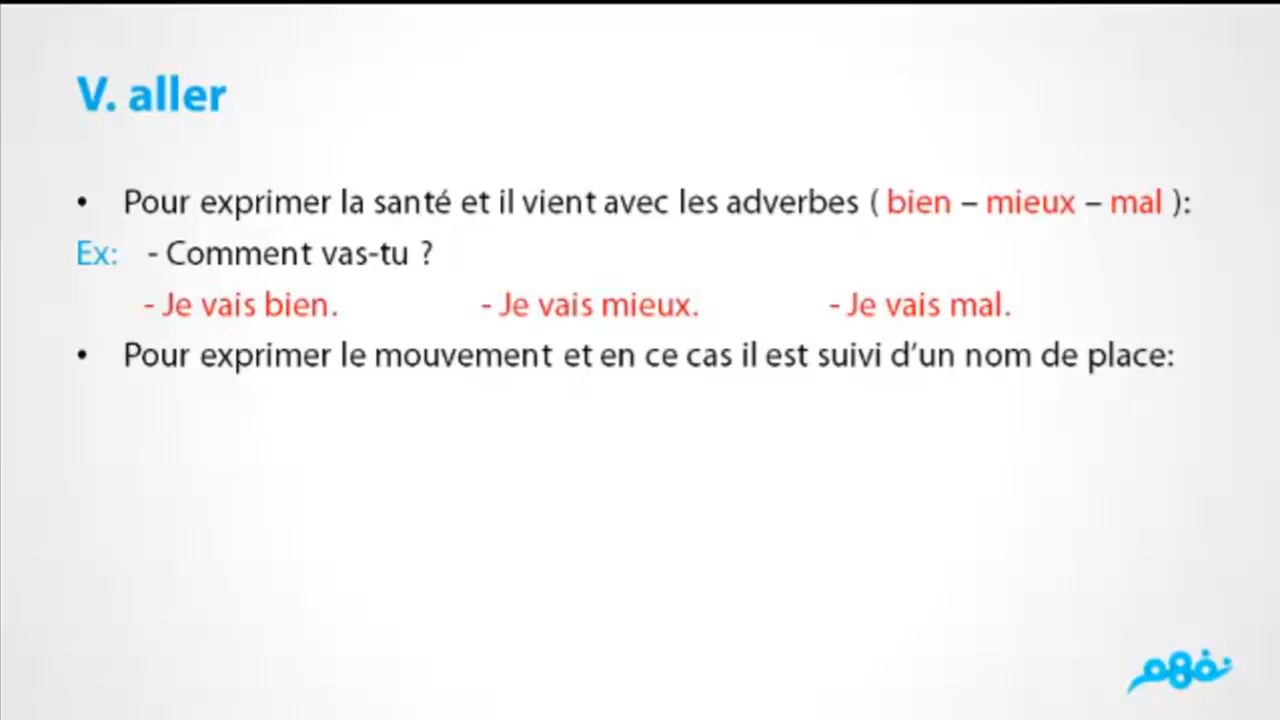 V. aller
• Pour exprimer la santé et il vient avec les adverbes ( bien – mieux – mal ):
Ex: - Comment vas-tu ?
- Je vais bien. - Je vais mieux. - Je vais mal.
• Pour exprimer le mouvement et en ce cas il est suivi d’un nom de place:
نفهم